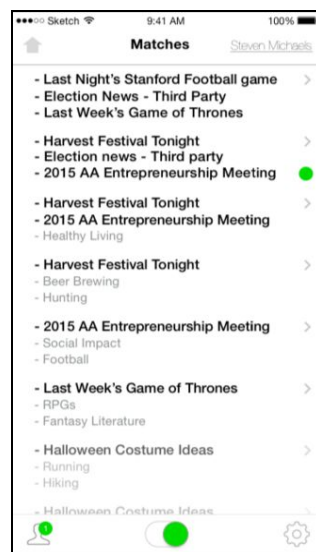 Sketch 9:41 AM 100%
Matches Steven Michaels
- Last Night's Stanford Football game
- Election News - Third Party
- Last Week's Game of Thrones
- Harvest Festival Tonight
- Election news - Third party
- 2015 AA Entrepreneurship Meeting
- Harvest Festival Tonight
- 2015 AA Entrepreneurship Meeting
- Healthy Living
- Harvest Festival Tonight
- Beer Brewing
- Hunting
- 2015 AA Entrepreneurship Meeting
- Social Impact
- Football
- Last Week's Game of Thrones
- RPGs
- Fantasy Literature
- Halloween Costume Ideas
- Running
- Hiking
- Halloween Costume Ideas
1